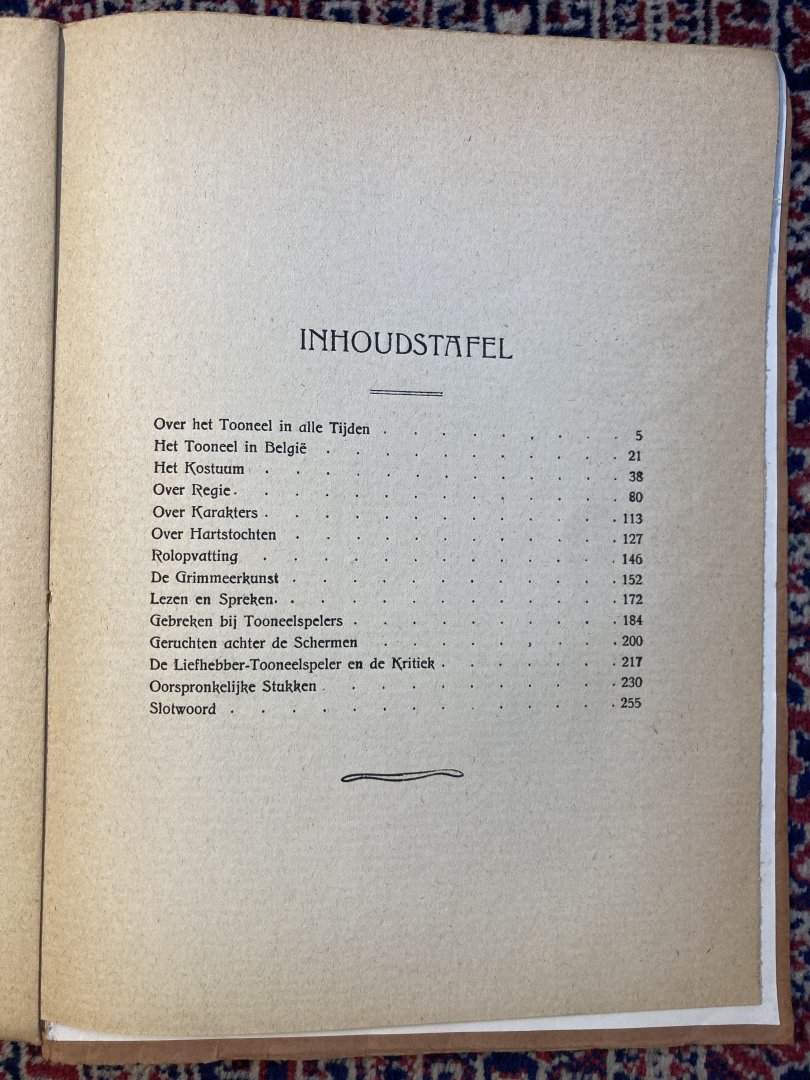 INHOUDSTAFEL
Over het Tooneel in alle Tijden . . . . . . . . . 5
Het Tooneel in België . . . . . . . . . . . 21
Het Kostuum . . . . . . . . . . . . . 38
Over Regie . . . . . . . . . . . . . . 80
Over Karakters . . . . . . . . . . . . . 113
Over Hartstochten . . . . . . . . . . . . 127
Rolopvatting . . . . . . . . . . . . . 146
De Grimmeerkunst . . . . . . . . . . . . 152
Lezen en Spreken . . . . . . . . . . . . 172
Gebreken bij Tooneelspelers . . . . . . . . . . 184
Geruchten achter de Schermen . . . . . . . . . 200
De Liefhebber-Tooneelspeler en de Kritiek . . . . . . . 217
Oorspronkelijke Stukken . . . . . . . . . . . 230
Slotwoord . . . . . . . . . . . . . . 255